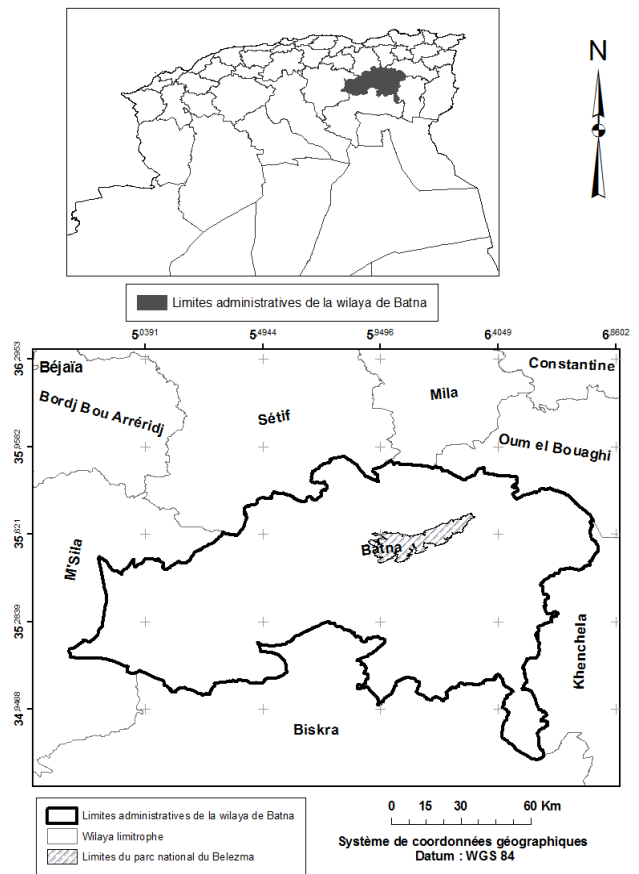 N
Limites administratives de la wilaya de Batna
5,0391 5,4944 5,9496 6,4049 6,8602
36,2953
35,9582
35,621
35,2839
34,9468
Béjaïa
Constantine
Bordj Bou Arréridj
Sétif
Mila
Oum el Bouaghi
M'Sila
Batna
Khenchela
Biskra
Limites administratives de la wilaya de Batna
Wilaya limitrophe
Limites du parc national du Belezma
0 15 30 60 Km
Système de coordonnées géographiques
Datum : WGS 84